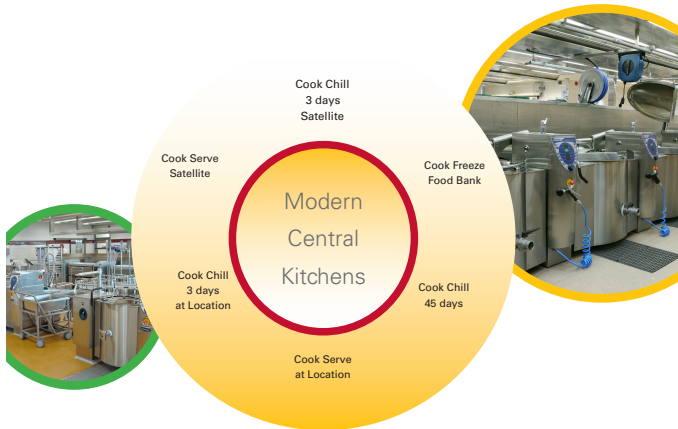 Cook Chill
3 days
Satellite
Cook Serve
Satellite
Cook Freeze
Food Bank
Modern
Central
Kitchens
Cook Chill
3 days
at Location
Cook Chill
45 days
Cook Serve
at Location